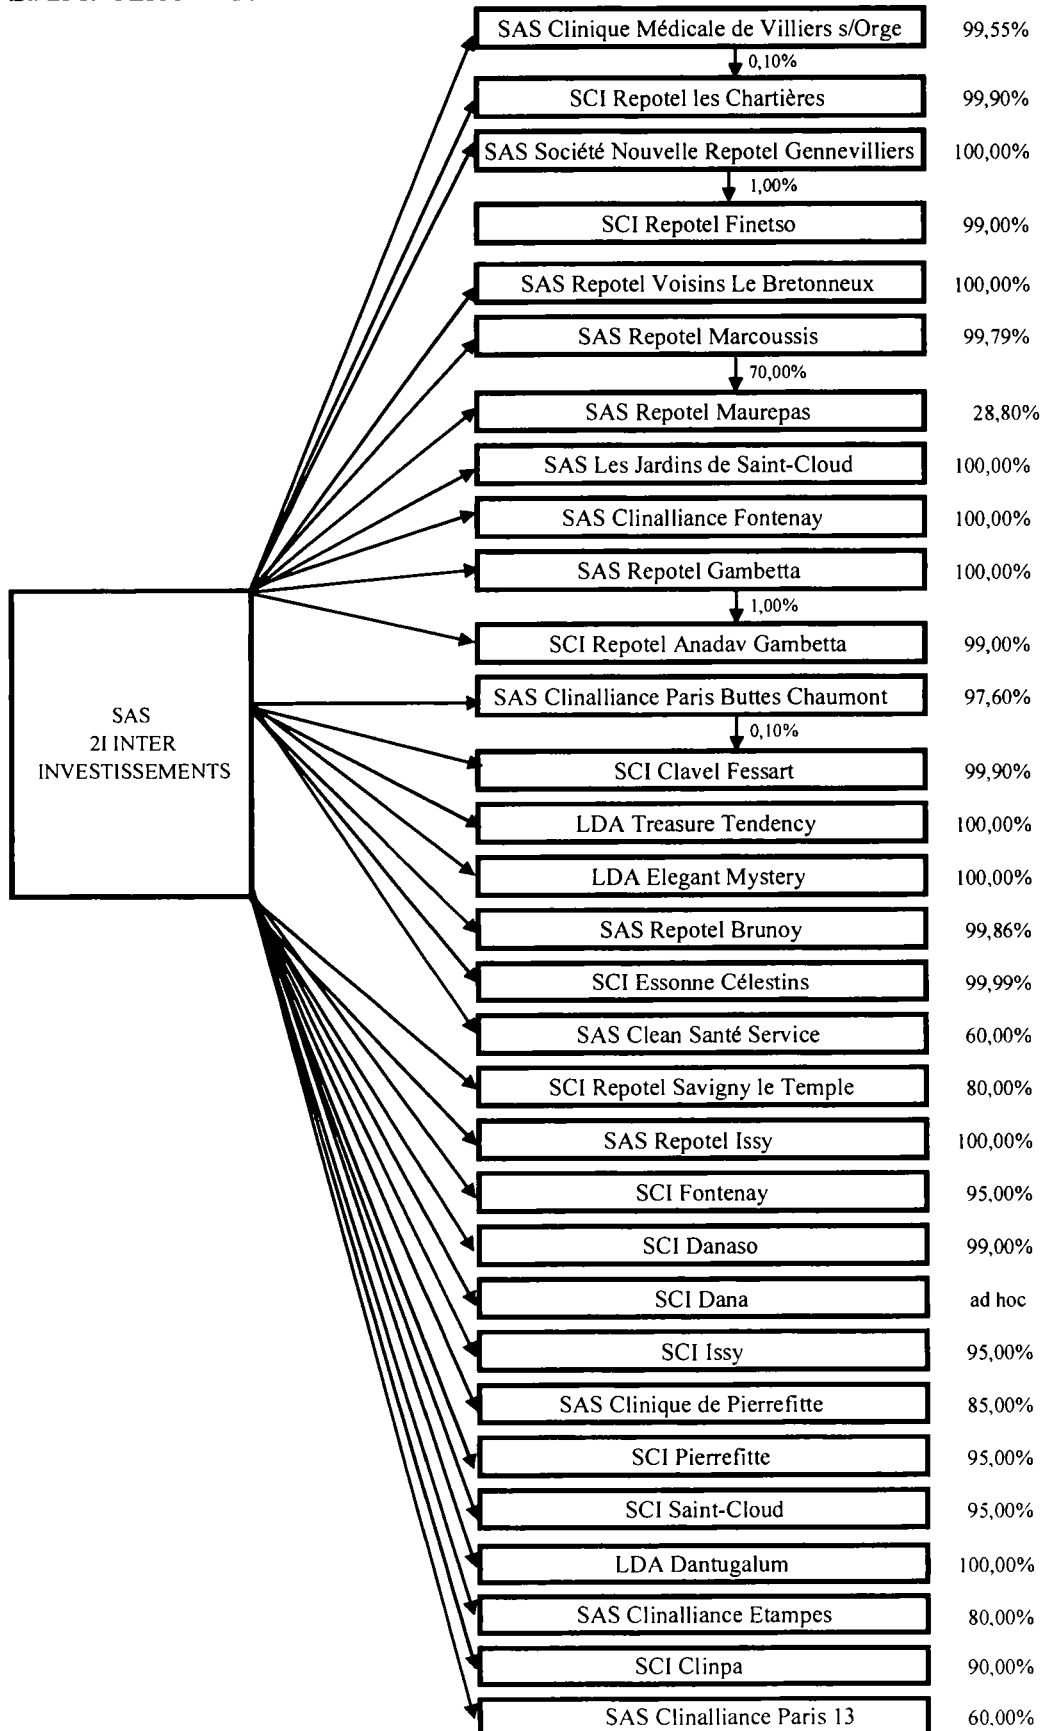 SAS Clinique Médicale de Villiers s/Orge 99,55%
0,10%
SCI Repotel les Chartières 99,90%
SAS Société Nouvelle Repotel Gennevilliers 100,00%
1,00%
SCI Repotel Finetso 99,00%
SAS Repotel Voisins Le Bretonneux 100,00%
SAS Repotel Marcoussis 99,79%
70,00%
SAS Repotel Maurepas 28,80%
SAS Les Jardins de Saint-Cloud 100,00%
SAS Clinalliance Fontenay 100,00%
SAS Repotel Gambetta 100,00%
1,00%
SCI Repotel Anadav Gambetta 99,00%
SAS Clinalliance Paris Buttes Chaumont 97,60%
0,10%
SAS
2I INTER
INVESTISSEMENTS
SCI Clavel Fessart 99,90%
LDA Treasure Tendency 100,00%
LDA Elegant Mystery 100,00%
SAS Repotel Brunoy 99,86%
SCI Essonne Célestins 99,99%
SAS Clean Santé Service 60,00%
SCI Repotel Savigny le Temple 80,00%
SAS Repotel Issy 100,00%
SCI Fontenay 95,00%
SCI Danaso 99,00%
SCI Dana ad hoc
SCI Issy 95,00%
SAS Clinique de Pierrefitte 85,00%
SCI Pierrefitte 95,00%
SCI Saint-Cloud 95,00%
LDA Dantugalum 100,00%
SAS Clinalliance Etampes 80,00%
SCI Clinpa 90,00%
SAS Clinalliance Paris 13 60,00%